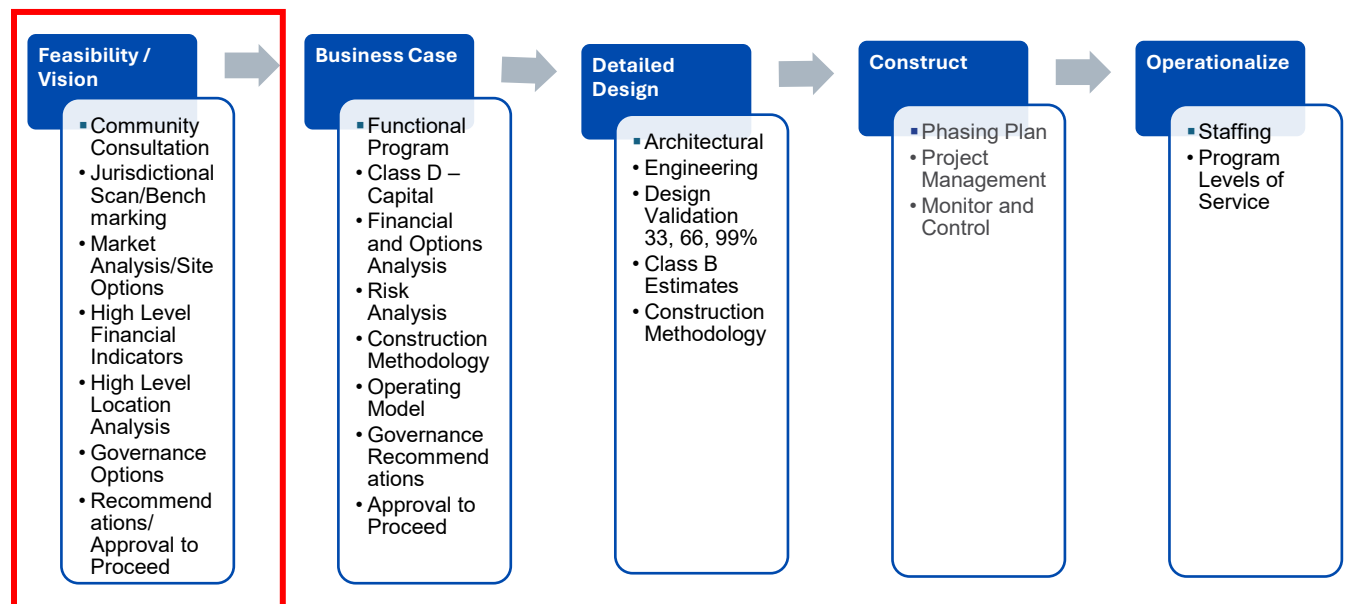 Feasibility /
Vision
▪Community
Consultation
• Jurisdictional
Scan/Bench
marking
• Market
Analysis/Site
Options
• High Level
Financial
Indicators
• High Level
Location
Analysis
• Governance
Options
• Recommend
ations/
Approval to
Proceed
Business Case
▪Functional
Program
• Class D –
Capital
• Financial
and Options
Analysis
• Risk
Analysis
• Construction
Methodology
• Operating
Model
• Governance
Recommend
ations
• Approval to
Proceed
Detailed
Design
▪Architectural
• Engineering
• Design
Validation
33, 66, 99%
• Class B
Estimates
• Construction
Methodology
Construct
▪Phasing Plan
• Project
Management
• Monitor and
Control
Operationalize
▪Staffing
• Program
Levels of
Service